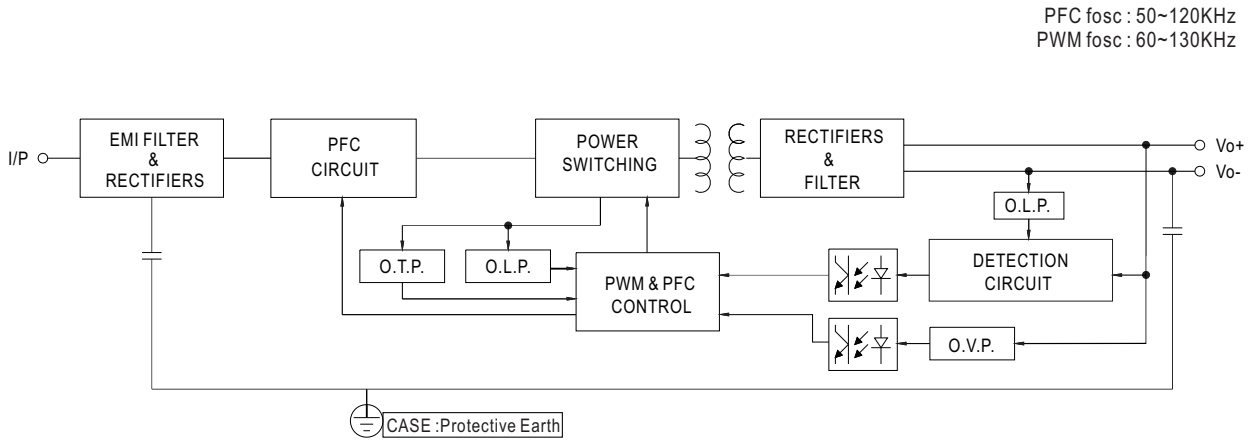 PFC fosc : 50~120KHz
PWM fosc : 60~130KHz
I/P
EMI FILTER
&
RECTIFIERS
PFC
CIRCUIT
POWER
SWITCHING
RECTIFIERS
&
FILTER
Vo+
Vo-
O.L.P.
O.T.P.
O.L.P.
PWM & PFC
CONTROL
DETECTION
CIRCUIT
O.V.P.
CASE :Protective Earth